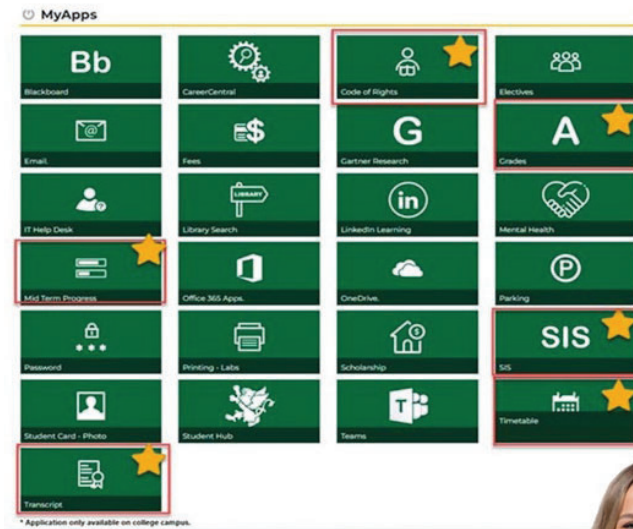 MyApps
Bb
Blackboard
CareerCentral
Code of Rights
Electives
@
Email.
$
Fees
G
Gartner Research
A
Grades
?
IT Help Desk
LIBRARY
Library Search
in
LinkedIn Learning
Mental Health
Mid Term Progress
Office 365 Apps.
OneDrive.
P
Parking
***
Password
Printing - Labs
$
Scholarship
SIS
SIS
Student Card - Photo
Student Hub
T
Teams
Timetable
Transcript
* Application only available on college campus.